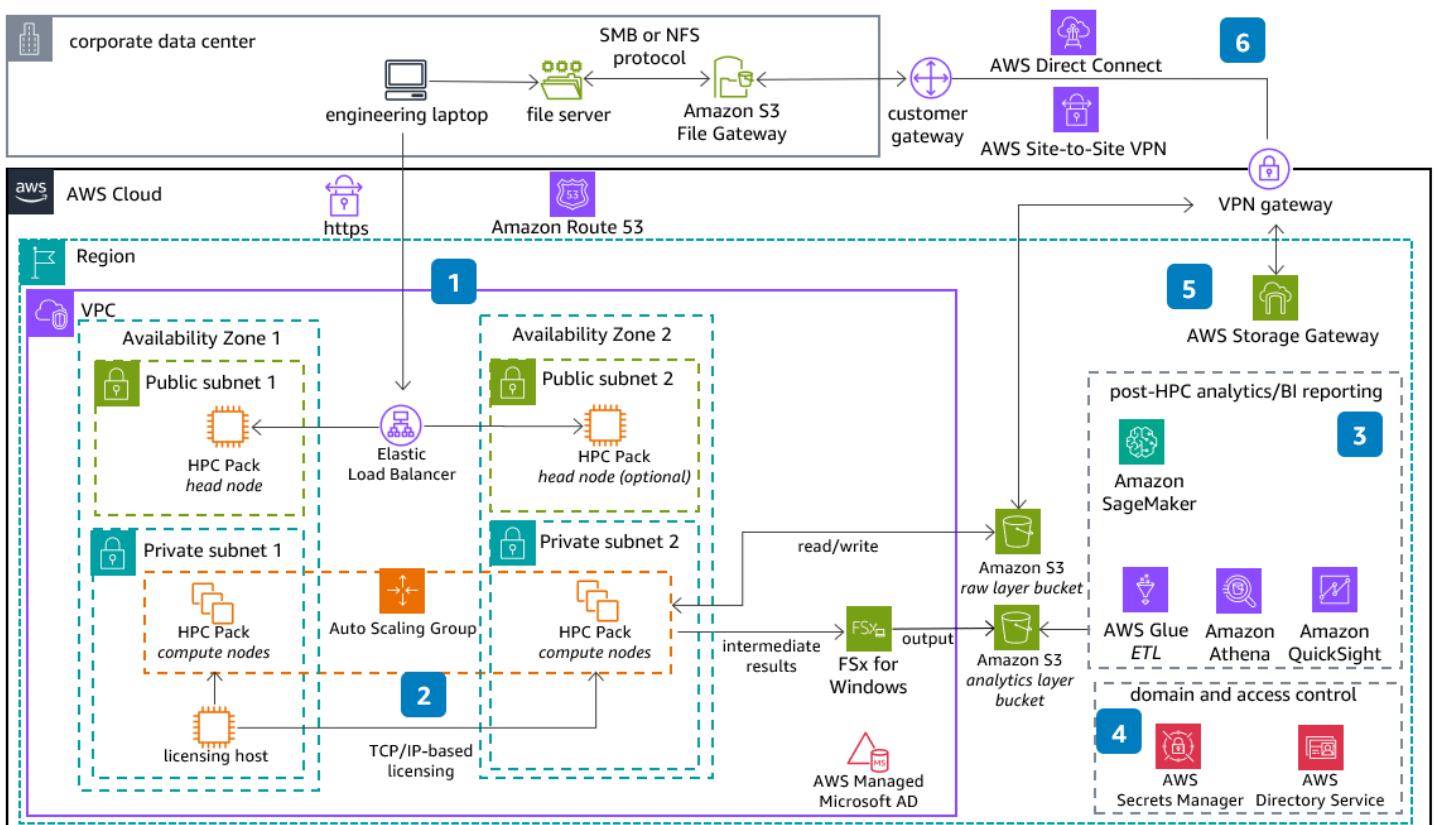 corporate data center
SMB or NFS
protocol
engineering laptop
file server
Amazon S3
File Gateway
customer
gateway
AWS Direct Connect
AWS Site-to-Site VPN
6
aws
AWS Cloud
https
53
Amazon Route 53
VPN gateway
Region
1
5
AWS Storage Gateway
VPC
Availability Zone 1
Availability Zone 2
Public subnet 1
Public subnet 2
HPC Pack
head node
Elastic
Load Balancer
HPC Pack
head node (optional)
post-HPC analytics/BI reporting
3
Amazon
SageMaker
Private subnet 1
Private subnet 2
read/write
Amazon S3
raw layer bucket
HPC Pack
compute nodes
Auto Scaling Group
HPC Pack
compute nodes
intermediate
results
FSx
FSx for
Windows
output
Amazon S3
analytics layer
bucket
AWS Glue
ETL
Amazon
Athena
Amazon
QuickSight
2
licensing host
TCP/IP-based
licensing
MS
AWS Managed
Microsoft AD
domain and access control
4
AWS
Secrets Manager
AWS
Directory Service